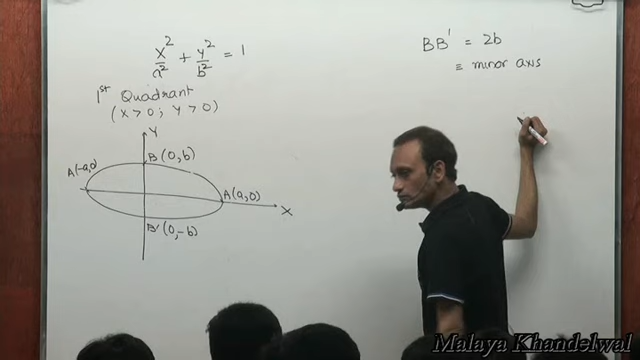 x²/a² + y²/b² = 1
1st Quadrant
(x > 0 ; y > 0)
Y
B (0, b)
A(-a,0)
A (a, 0)
X
B' (0, -b)
BB' = 2b
≡ minor axis
Malaya Khandelwal